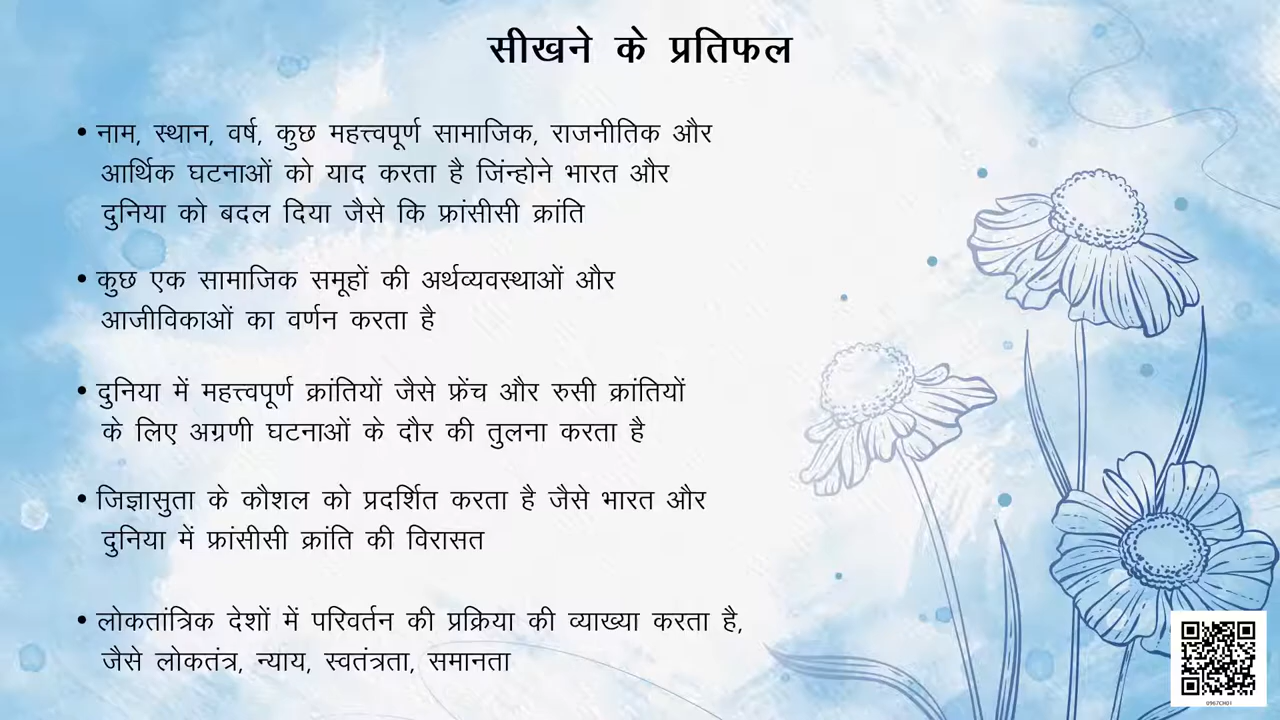 सीखने के प्रतिफल
• नाम, स्थान, वर्ष, कुछ महत्त्वपूर्ण सामाजिक, राजनीतिक और
आर्थिक घटनाओं को याद करता है जिंन्होने भारत और
दुनिया को बदल दिया जैसे कि फ्रांसीसी क्रांति
• कुछ एक सामाजिक समूहों की अर्थव्यवस्थाओं और
आजीविकाओं का वर्णन करता है
• दुनिया में महत्त्वपूर्ण क्रांतियों जैसे फ्रेंच और रुसी क्रांतियों
के लिए अग्रणी घटनाओं के दौर की तुलना करता है
• जिज्ञासुता के कौशल को प्रदर्शित करता है जैसे भारत और
दुनिया में फ्रांसीसी क्रांति की विरासत
• लोकतांत्रिक देशों में परिवर्तन की प्रक्रिया की व्याख्या करता है,
जैसे लोकतंत्र, न्याय, स्वतंत्रता, समानता
0967CH01